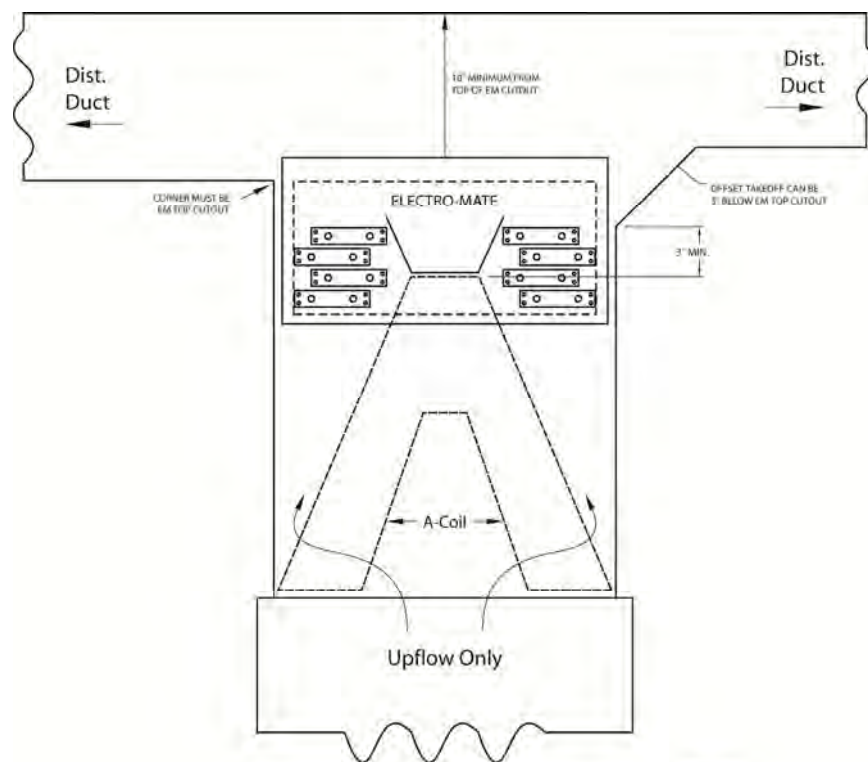 Dist.
Duct
10" MINIMUM FROM
TOP OF EM CUTOUT
Dist.
Duct
CORNER MUST BE
EM TOP CUTOUT
ELECTRO-MATE
OFFSET TAKEOFF CAN BE
3" BELOW EM TOP CUTOUT
3" MIN.
A-Coil
Upflow Only